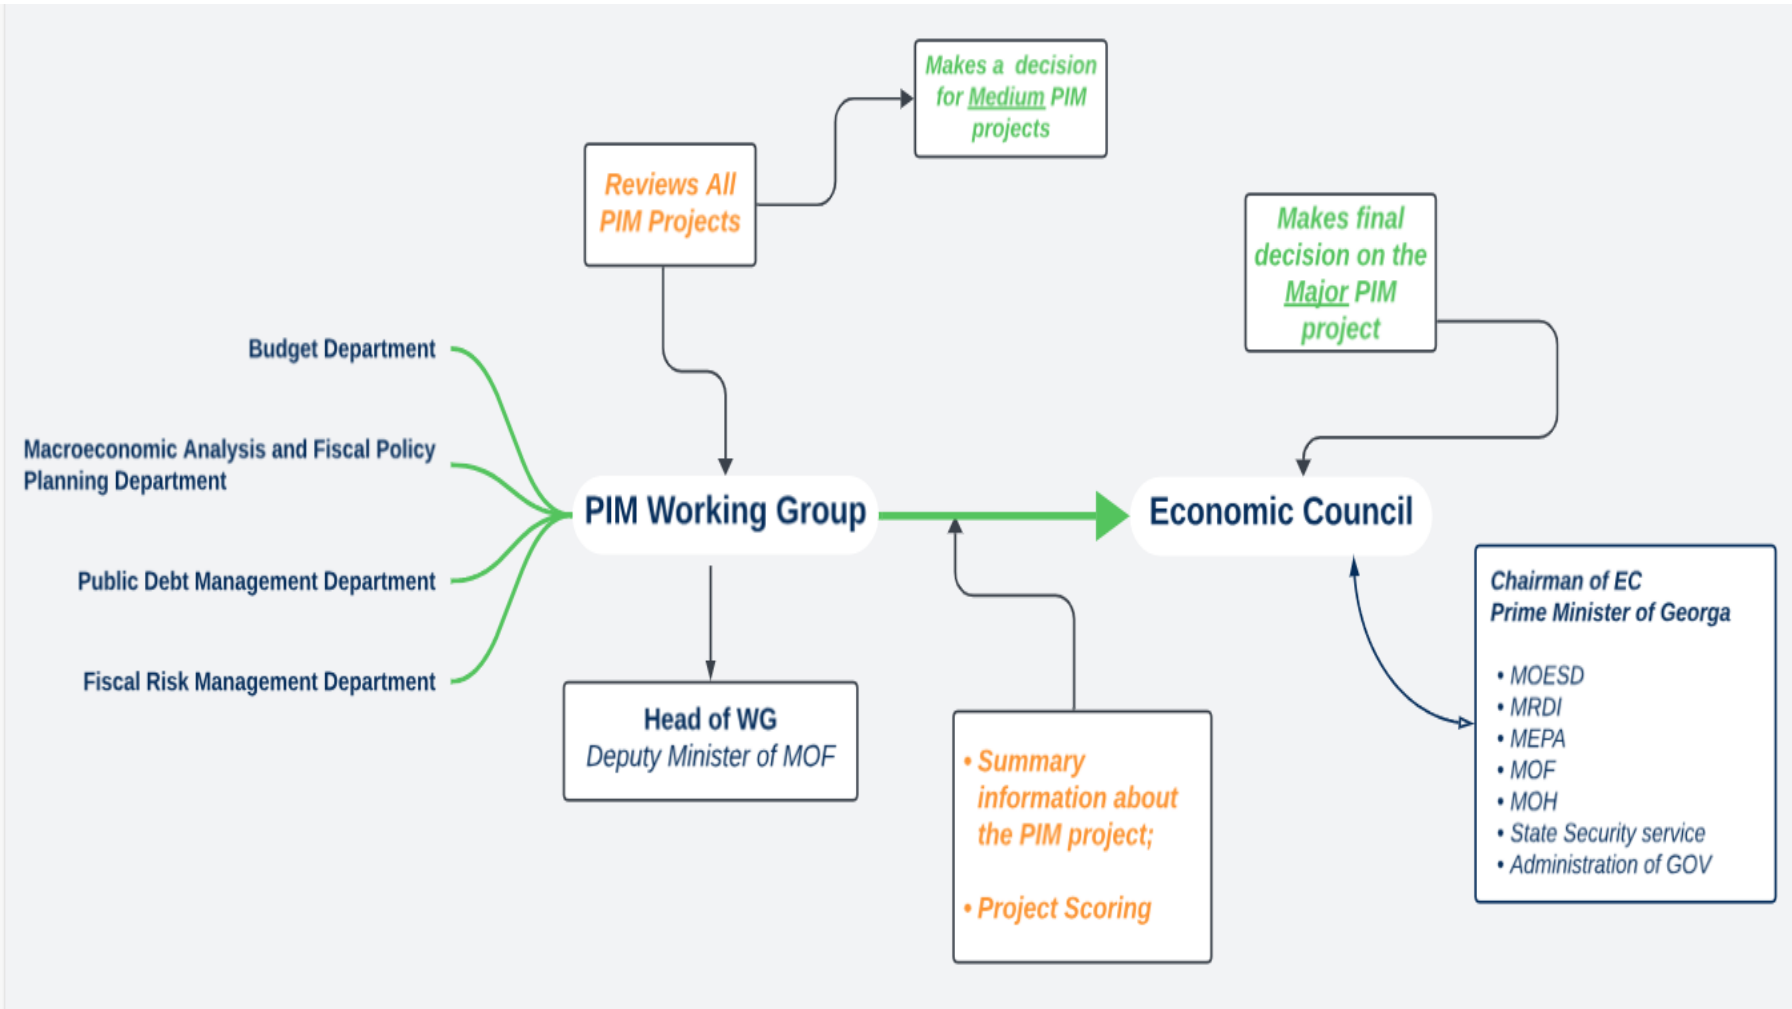 Makes a decision
for Medium PIM
projects
Reviews All
PIM Projects
Makes final
decision on the
Major PIM
project
Budget Department
Macroeconomic Analysis and Fiscal Policy
Planning Department
Public Debt Management Department
Fiscal Risk Management Department
PIM Working Group
Economic Council
Head of WG
Deputy Minister of MOF
• Summary
information about
the PIM project;
• Project Scoring
Chairman of EC
Prime Minister of Georga
• MOESD
• MRDI
• MEPA
• MOF
• MOH
• State Security service
• Administration of GOV